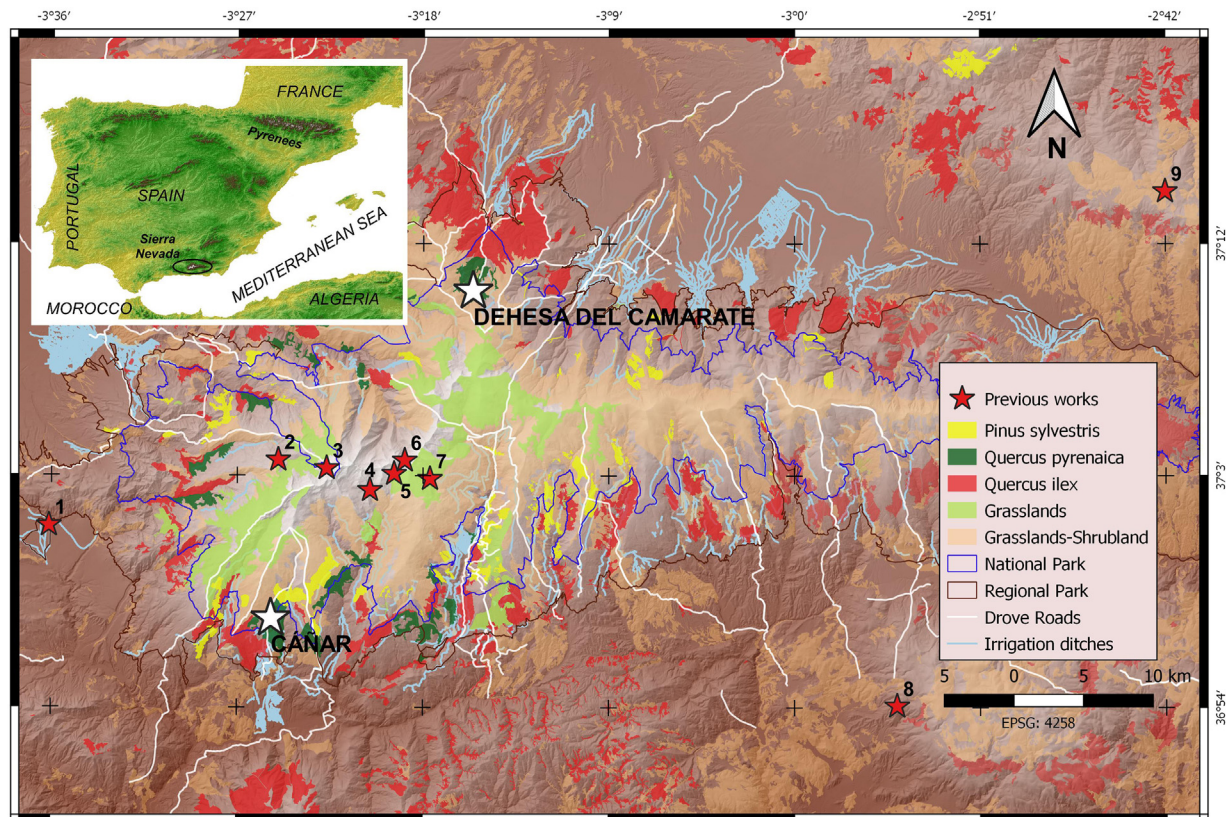 -3°36′
-3°27′
-3°18′
-3°9′
-3°0′
-2°51′
-2°42′
FRANCE
Pyrenees
PORTUGAL
SPAIN
Sierra
Nevada
MEDITERRANEAN SEA
MOROCCO
ALGERIA
N
9
37°12′
DEHESA DEL CAMARATE
2
3
4
5
6
7
37°3′
1
CÁÑAR
8
36°54′
Previous works
Pinus sylvestris
Quercus pyrenaica
Quercus ilex
Grasslands
Grasslands-Shrubland
National Park
Regional Park
Drove Roads
Irrigation ditches
5 0 5 10 km
EPSG: 4258